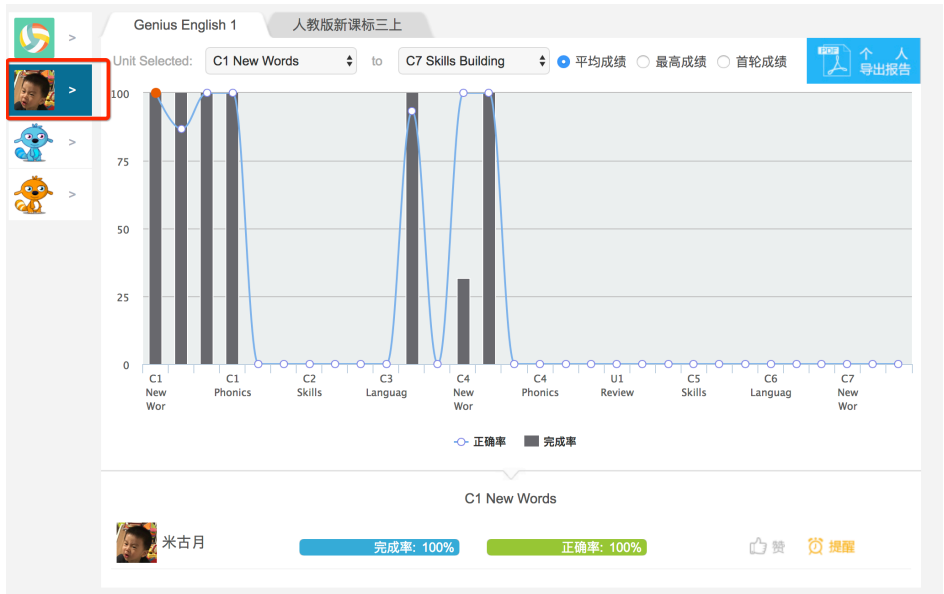 Genius English 1
人教版新课标三上
Unit Selected:
C1 New Words
to
C7 Skills Building
平均成绩
最高成绩
首轮成绩
PDF
个 人
导出报告
>
>
>
>
100
75
50
25
0
C1 New Wor
C1 Phonics
C2 Skills
C3 Languag
C4 New Wor
C4 Phonics
U1 Review
C5 Skills
C6 Languag
C7 New Wor
正确率
完成率
C1 New Words
米古月
完成率: 100%
正确率: 100%
赞
提醒